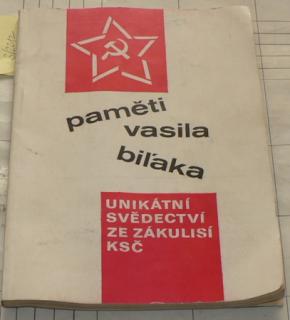 paměti
vasila
biľaka
UNIKÁTNÍ
SVĚDECTVÍ
ZE ZÁKULISÍ
KSČ